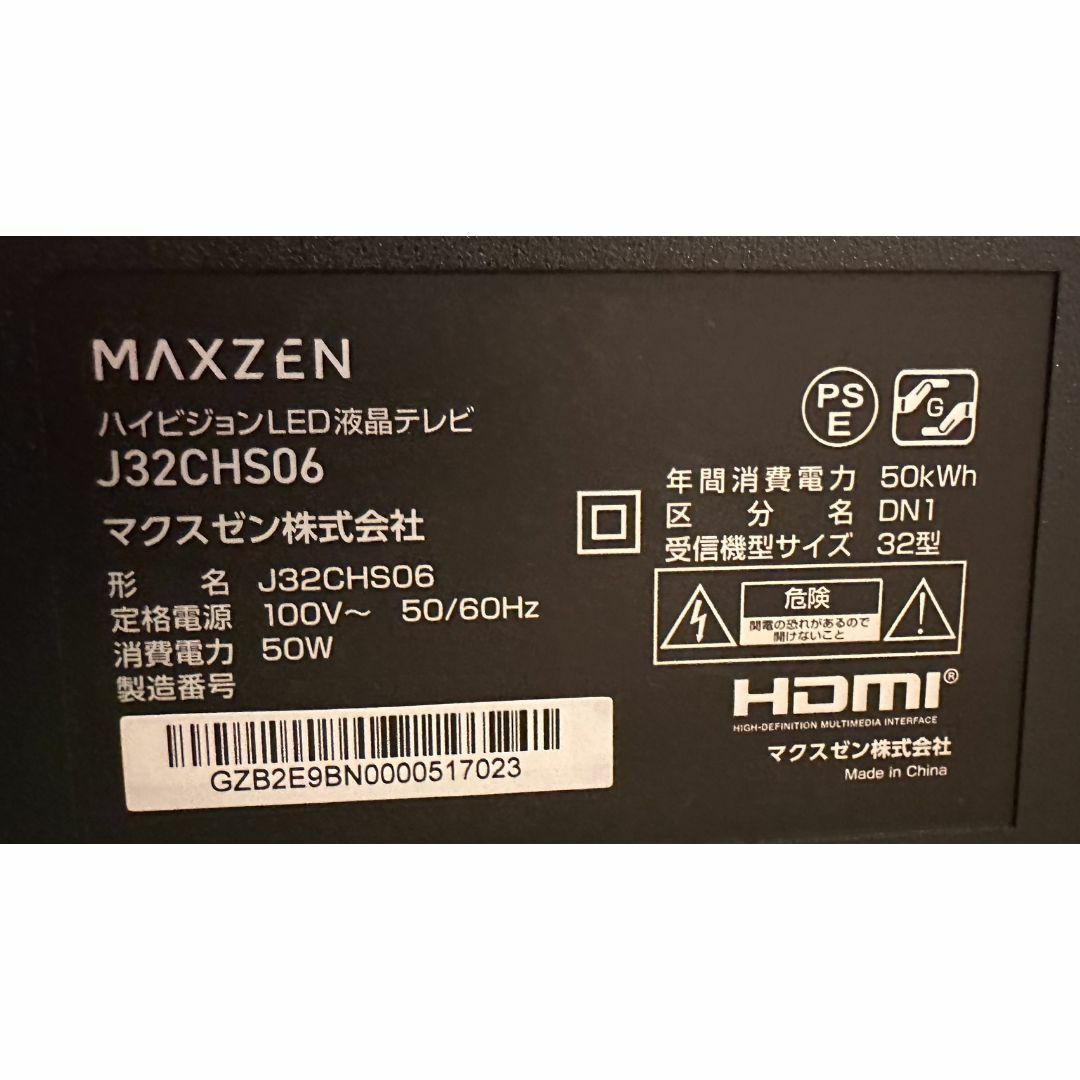 MAXZEN
ハイビジョンLED液晶テレビ
J32CHS06
マクスゼン株式会社
形名 J32CHS06
定格電源 100V～ 50/60Hz
消費電力 50W
製造番号
GZB2E9BN0000517023
PS
E
G
年間消費電力 50kWh
区分名 DN1
受信機型サイズ 32型
危険
関電の恐れがあるので
開けないこと
HDMI®
HIGH-DEFINITION MULTIMEDIA INTERFACE
マクスゼン株式会社
Made in China